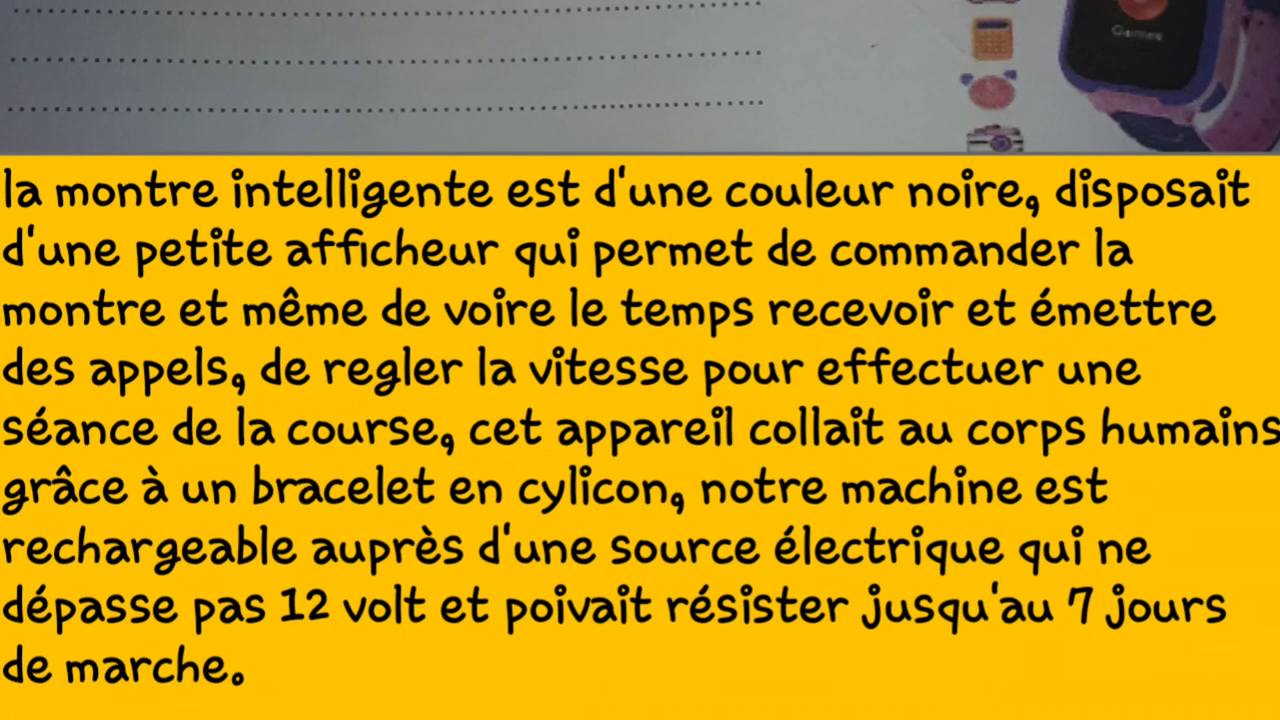 Games
la montre intelligente est d'une couleur noire, disposait
d'une petite afficheur qui permet de commander la
montre et même de voire le temps recevoir et émettre
des appels, de regler la vitesse pour effectuer une
séance de la course, cet appareil collait au corps humains
grâce à un bracelet en cylicon, notre machine est
rechargeable auprès d'une source électrique qui ne
dépasse pas 12 volt et poivait résister jusqu'au 7 jours
de marche.